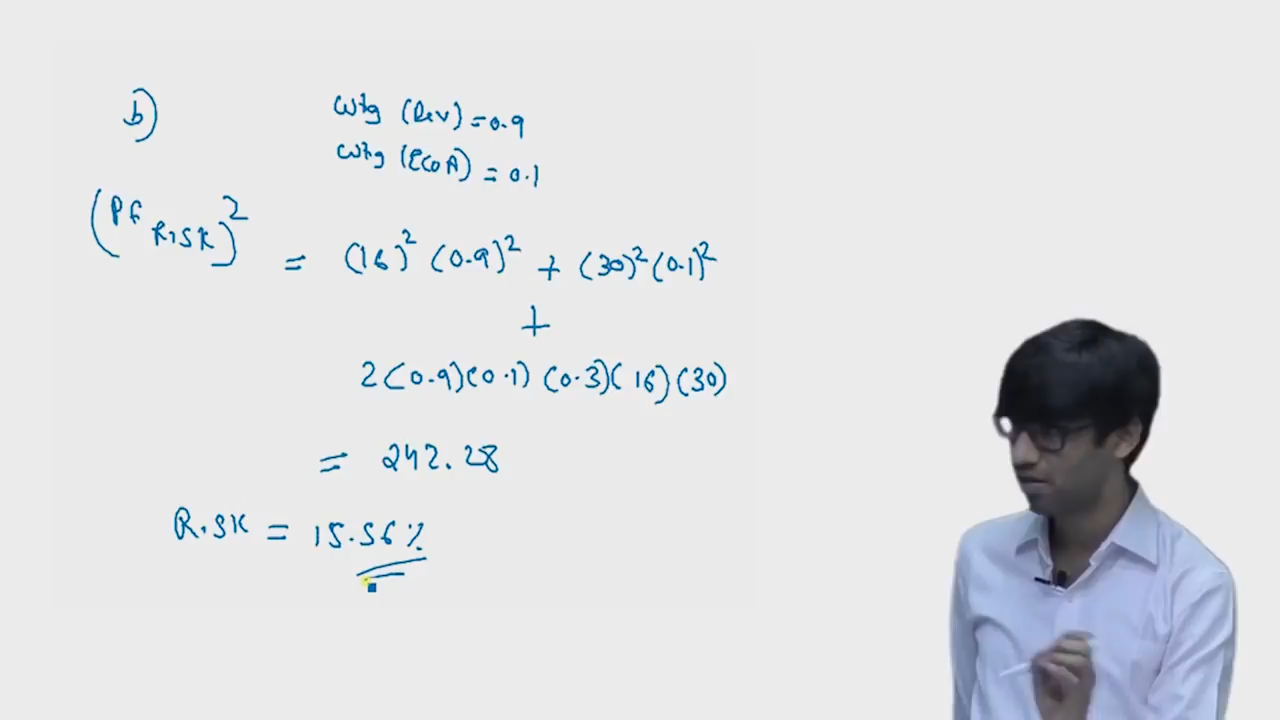 b)
Wtg (Rev) = 0.9
Wtg (ECOA) = 0.1
(Pf Risk)² = (16)² (0.9)² + (30)² (0.1)²
+
2(0.9)(0.1) (0.3)(16)(30)
= 242.28
Risk = 15.56%